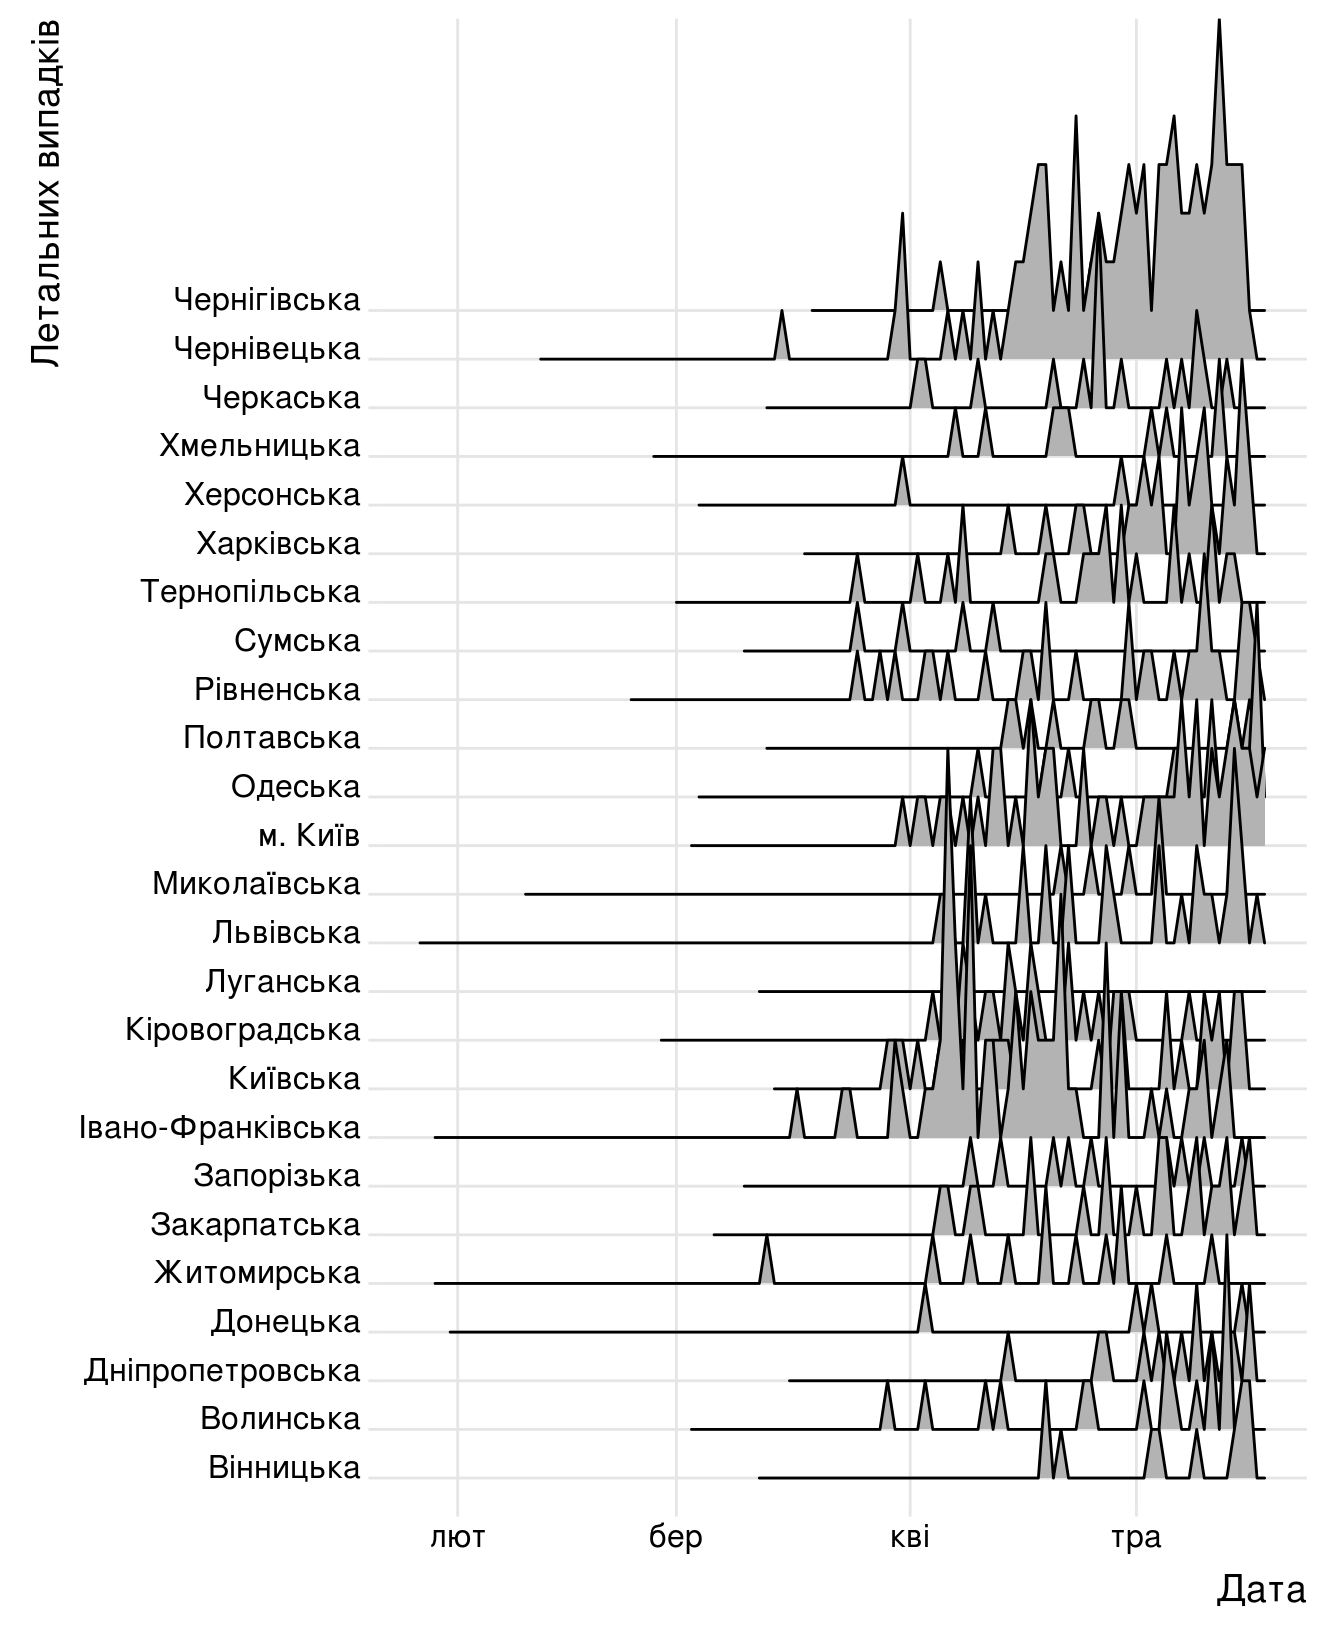 Летальних випадків
Чернігівська
Чернівецька
Черкаська
Хмельницька
Херсонська
Харківська
Тернопільська
Сумська
Рівненська
Полтавська
Одеська
м. Київ
Миколаївська
Львівська
Луганська
Кіровоградська
Київська
Івано-Франківська
Запорізька
Закарпатська
Житомирська
Донецька
Дніпропетровська
Волинська
Вінницька
лют бер кві тра
Дата